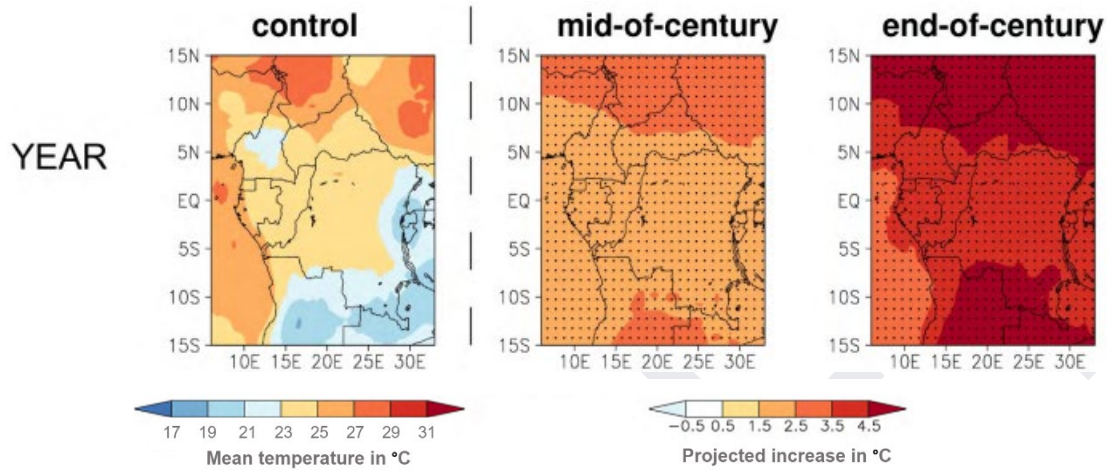 control
mid-of-century
end-of-century
YEAR
15N
10N
5N
EQ
5S
10S
15S
10E 15E 20E 25E 30E
15N
10N
5N
EQ
5S
10S
15S
10E 15E 20E 25E 30E
15N
10N
5N
EQ
5S
10S
15S
10E 15E 20E 25E 30E
17 19 21 23 25 27 29 31
Mean temperature in °C
−0.5 0.5 1.5 2.5 3.5 4.5
Projected increase in °C